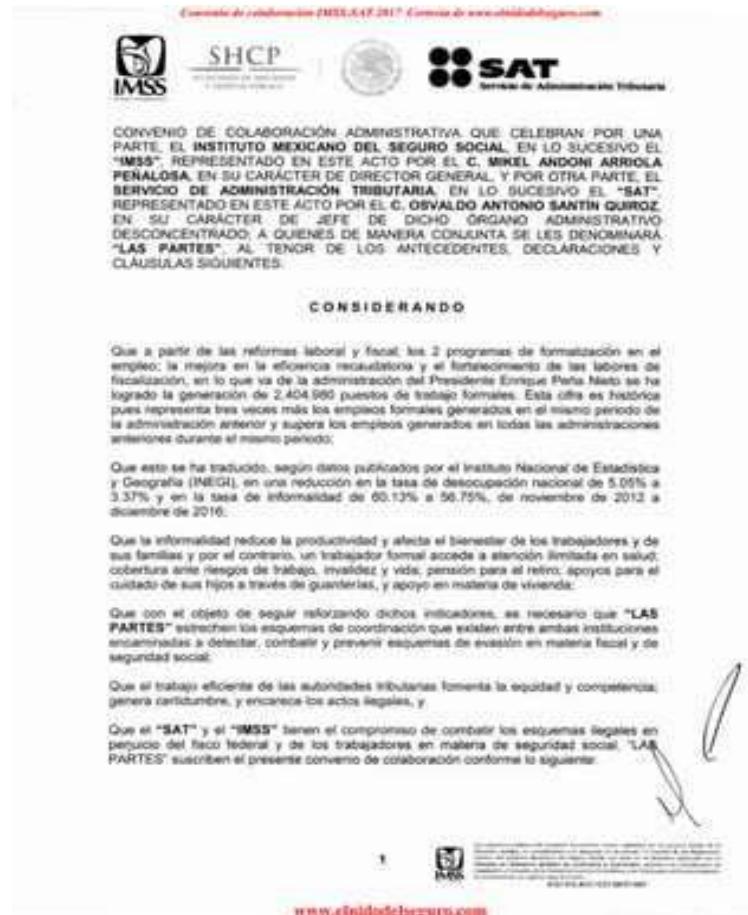 Convenio de colaboración IMSS-SAT 2017. Cortesía de www.elnidodelseguro.com
IMSS
SHCP
SAT
Servicio de Administración Tributaria
CONVENIO DE COLABORACIÓN ADMINISTRATIVA QUE CELEBRAN POR UNA
PARTE, EL INSTITUTO MEXICANO DEL SEGURO SOCIAL, EN LO SUCESIVO EL
"IMSS", REPRESENTADO EN ESTE ACTO POR EL C. MIKEL ANDONI ARRIOLA
PEÑALOSA, EN SU CARÁCTER DE DIRECTOR GENERAL, Y POR OTRA PARTE, EL
SERVICIO DE ADMINISTRACIÓN TRIBUTARIA, EN LO SUCESIVO EL "SAT",
REPRESENTADO EN ESTE ACTO POR EL C. OSVALDO ANTONIO SANTÍN QUIROZ,
EN SU CARÁCTER DE JEFE DE DICHO ÓRGANO ADMINISTRATIVO
DESCONCENTRADO; A QUIENES DE MANERA CONJUNTA SE LES DENOMINARÁ
"LAS PARTES", AL TENOR DE LOS ANTECEDENTES, DECLARACIONES Y
CLÁUSULAS SIGUIENTES:
CONSIDERANDO
Que a partir de las reformas laboral y fiscal; los 2 programas de formalización en el
empleo; la mejora en la eficiencia recaudatoria y el fortalecimiento de las labores de
fiscalización, en lo que va de la administración del Presidente Enrique Peña Nieto se ha
logrado la generación de 2,404,980 puestos de trabajo formales. Esta cifra es histórica
pues representa tres veces más los empleos formales generados en el mismo periodo de
la administración anterior y supera los empleos generados en todas las administraciones
anteriores durante el mismo periodo;
Que esto se ha traducido, según datos publicados por el Instituto Nacional de Estadística
y Geografía (INEGI), en una reducción en la tasa de desocupación nacional de 5.05% a
3.37% y en la tasa de informalidad de 60.13% a 56.75%, de noviembre de 2012 a
diciembre de 2016;
Que la informalidad reduce la productividad y afecta el bienestar de los trabajadores y de
sus familias y por el contrario, un trabajador formal accede a atención ilimitada en salud;
cobertura ante riesgos de trabajo, invalidez y vida; pensión para el retiro; apoyos para el
cuidado de sus hijos a través de guarderías, y apoyo en materia de vivienda;
Que con el objeto de seguir reforzando dichos indicadores, es necesario que "LAS
PARTES" estrechen los esquemas de coordinación que existen entre ambas instituciones
encaminadas a detectar, combatir y prevenir esquemas de evasión en materia fiscal y de
seguridad social;
Que el trabajo eficiente de las autoridades tributarias fomenta la equidad y competencia;
genera certidumbre, y encarece los actos ilegales, y
Que el "SAT" y el "IMSS" tienen el compromiso de combatir los esquemas ilegales en
perjuicio del fisco federal y de los trabajadores en materia de seguridad social, "LAS
PARTES" suscriben el presente convenio de colaboración conforme lo siguiente:
1
IMSS
www.elnidodelseguro.com